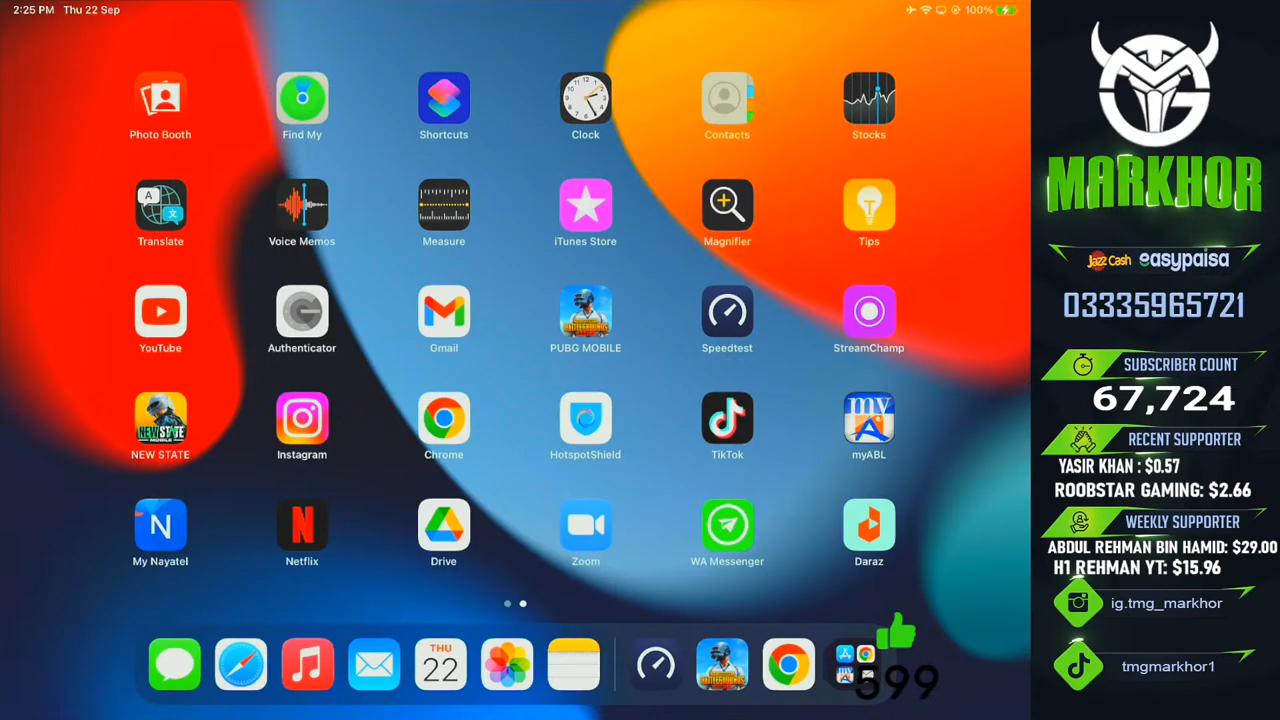 2:25 PM Thu 22 Sep
100%
Photo Booth
Find My
Shortcuts
Clock
Contacts
Stocks
Translate
Voice Memos
Measure
iTunes Store
Magnifier
Tips
YouTube
Authenticator
Gmail
PUBG MOBILE
Speedtest
StreamChamp
NEW STATE
Instagram
Chrome
HotspotShield
TikTok
myABL
My Nayatel
Netflix
Drive
Zoom
WA Messenger
Daraz
THU
22
599
MARKHOR
JazzCash easypaisa
03335965721
SUBSCRIBER COUNT
67,724
RECENT SUPPORTER
YASIR KHAN : $0.57
ROOBSTAR GAMING: $2.66
WEEKLY SUPPORTER
ABDUL REHMAN BIN HAMID: $29.00
H1 REHMAN YT: $15.96
ig.tmg_markhor
tmgmarkhor1